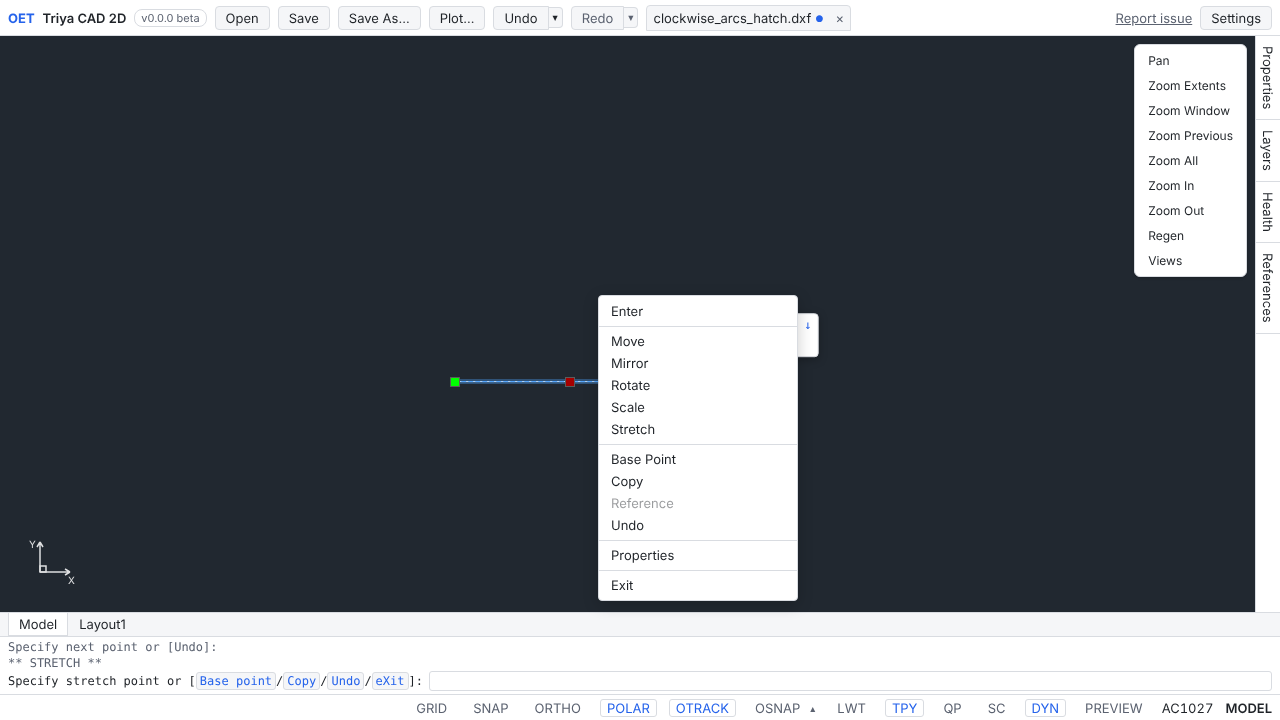 OET Triya CAD 2D v0.0.0 beta Open Save Save As... Plot... Undo ▾ Redo ▾ clockwise_arcs_hatch.dxf ● × Report issue Settings
Pan
Zoom Extents
Zoom Window
Zoom Previous
Zoom All
Zoom In
Zoom Out
Regen
Views
Properties
Layers
Health
References
Enter
Move
Mirror
Rotate
Scale
Stretch
Base Point
Copy
Reference
Undo
Properties
Exit
↓
Y
X
Model Layout1
Specify next point or [Undo]:
** STRETCH **
Specify stretch point or [Base point/Copy/Undo/eXit]:
GRID SNAP ORTHO POLAR OTRACK OSNAP ▲ LWT TPY QP SC DYN PREVIEW AC1027 MODEL